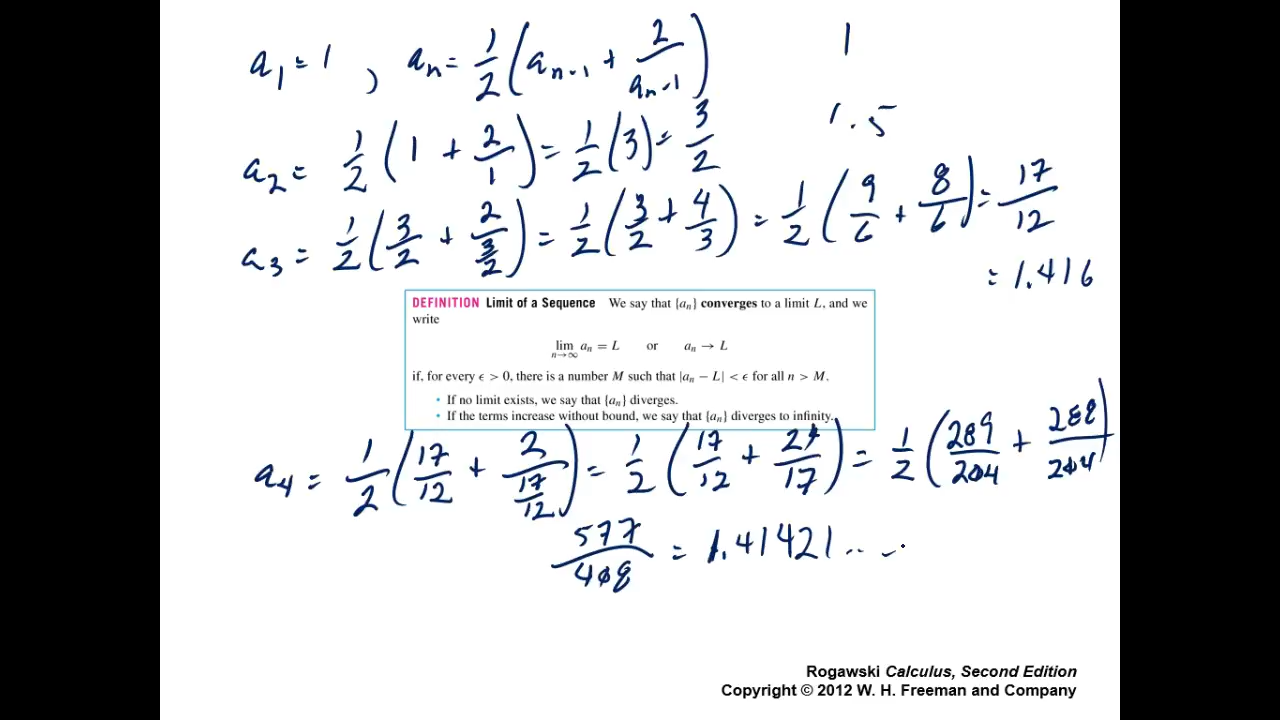 a₁ = 1 , aₙ = 1/2 (aₙ₋₁ + 2/aₙ₋₁) 1
1.5
a₂ = 1/2 (1 + 2/1) = 1/2 (3) = 3/2
a₃ = 1/2 (3/2 + 2/(3/2)) = 1/2 (3/2 + 4/3) = 1/2 (9/6 + 8/6) = 17/12
= 1.416
DEFINITION Limit of a Sequence We say that {aₙ} converges to a limit L, and we
write
lim n→∞ aₙ = L or aₙ → L
if, for every ϵ > 0, there is a number M such that |aₙ − L| < ϵ for all n > M.
• If no limit exists, we say that {aₙ} diverges.
• If the terms increase without bound, we say that {aₙ} diverges to infinity.
a₄ = 1/2 (17/12 + 2/(17/12)) = 1/2 (17/12 + 24/17) = 1/2 (289/204 + 288/204)
577/408 = 1.41421...
Rogawski Calculus, Second Edition
Copyright © 2012 W. H. Freeman and Company